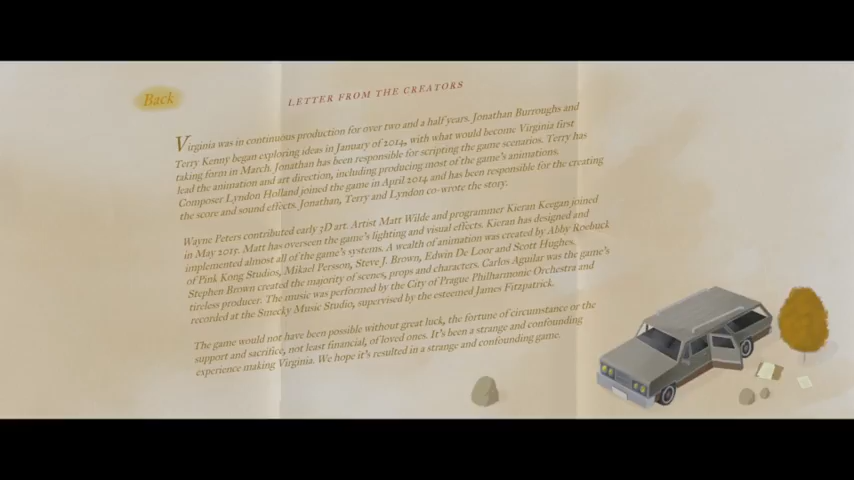 Back
LETTER FROM THE CREATORS
Virginia was in continuous production for over two and a half years. Jonathan Burroughs and
Terry Kenny began exploring ideas in January of 2014, with what would become Virginia first
taking form in March. Jonathan has been responsible for scripting the game scenarios. Terry has
lead the animation and art direction, including producing most of the game's animations.
Composer Lyndon Holland joined the game in April 2014 and has been responsible for the creating
the score and sound effects. Jonathan, Terry and Lyndon co-wrote the story.
Wayne Peters contributed early 3D art. Artist Matt Wilde and programmer Kieran Keegan joined
in May 2015. Matt has overseen the game's lighting and visual effects. Kieran has designed and
implemented almost all of the game's systems. A wealth of animation was created by Abby Roebuck
of Pink Kong Studios, Mikael Persson, Steve J. Brown, Edwin De Loor and Scott Hughes.
Stephen Brown created the majority of scenes, props and characters. Carlos Aguilar was the game's
tireless producer. The music was performed by the City of Prague Philharmonic Orchestra and
recorded at the Smecky Music Studio, supervised by the esteemed James Fitzpatrick.
The game would not have been possible without great luck, the fortune of circumstance or the
support and sacrifice, not least financial, of loved ones. It's been a strange and confounding
experience making Virginia. We hope it's resulted in a strange and confounding game.